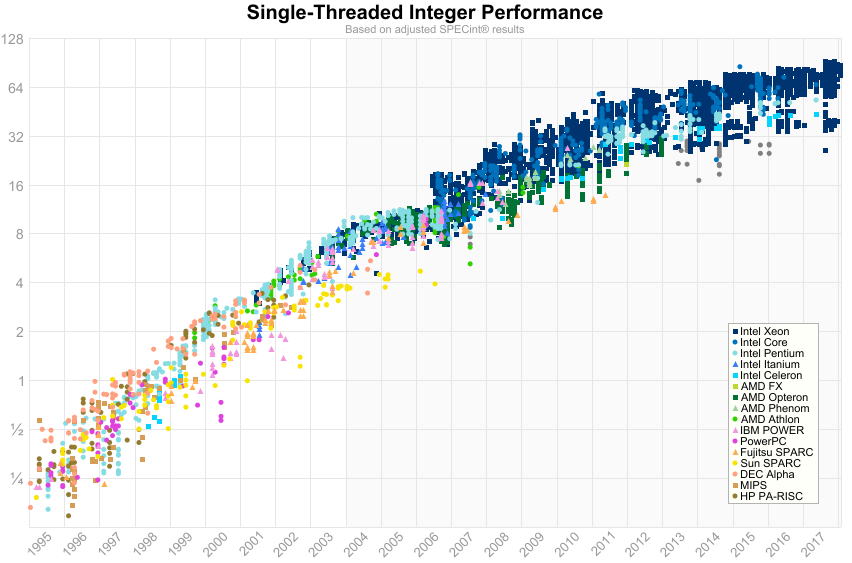 Single-Threaded Integer Performance
Based on adjusted SPECint® results
128
64
32
16
8
4
2
1
½
¼
1995
1996
1997
1998
1999
2000
2001
2002
2003
2004
2005
2006
2007
2008
2009
2010
2011
2012
2013
2014
2015
2016
2017
Intel Xeon
Intel Core
Intel Pentium
Intel Itanium
Intel Celeron
AMD FX
AMD Opteron
AMD Phenom
AMD Athlon
IBM POWER
PowerPC
Fujitsu SPARC
Sun SPARC
DEC Alpha
MIPS
HP PA-RISC